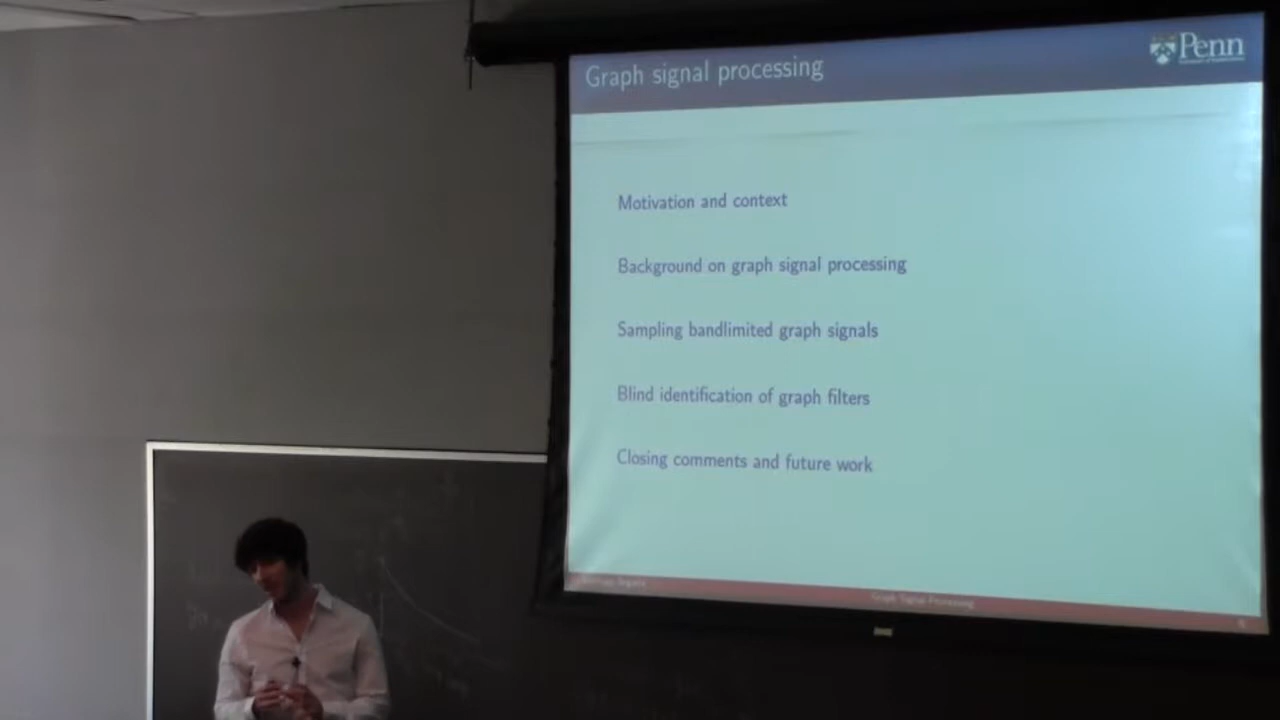 Graph signal processing
Penn
Motivation and context
Background on graph signal processing
Sampling bandlimited graph signals
Blind identification of graph filters
Closing comments and future work
Graph Signal Processing